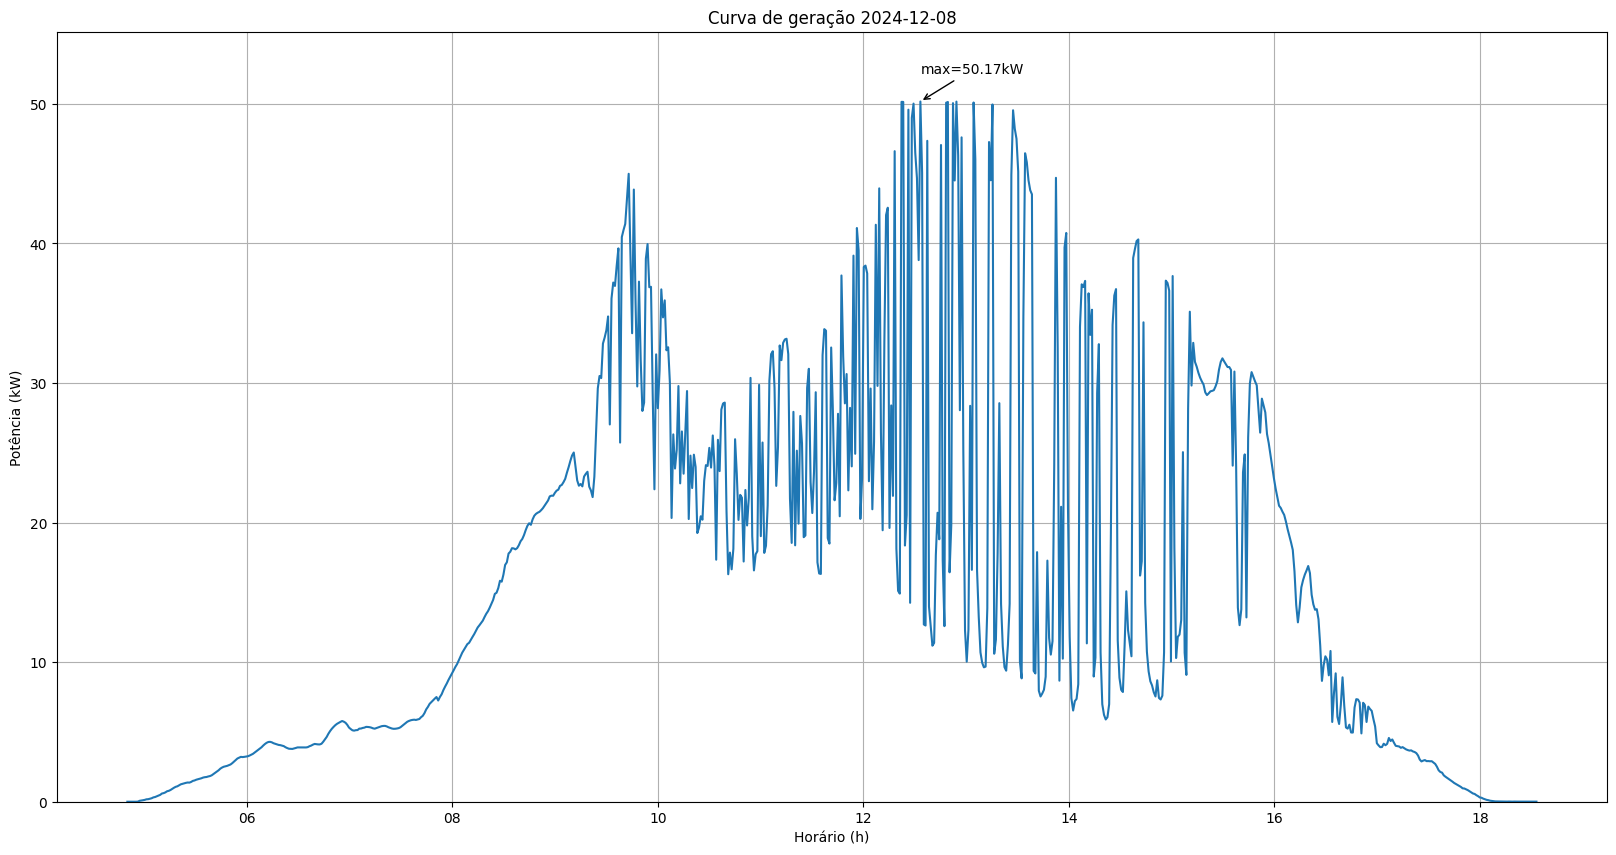 Curva de geração 2024-12-08
max=50.17kW
50
40
30
20
10
0
Potência (kW)
06 08 10 12 14 16 18
Horário (h)